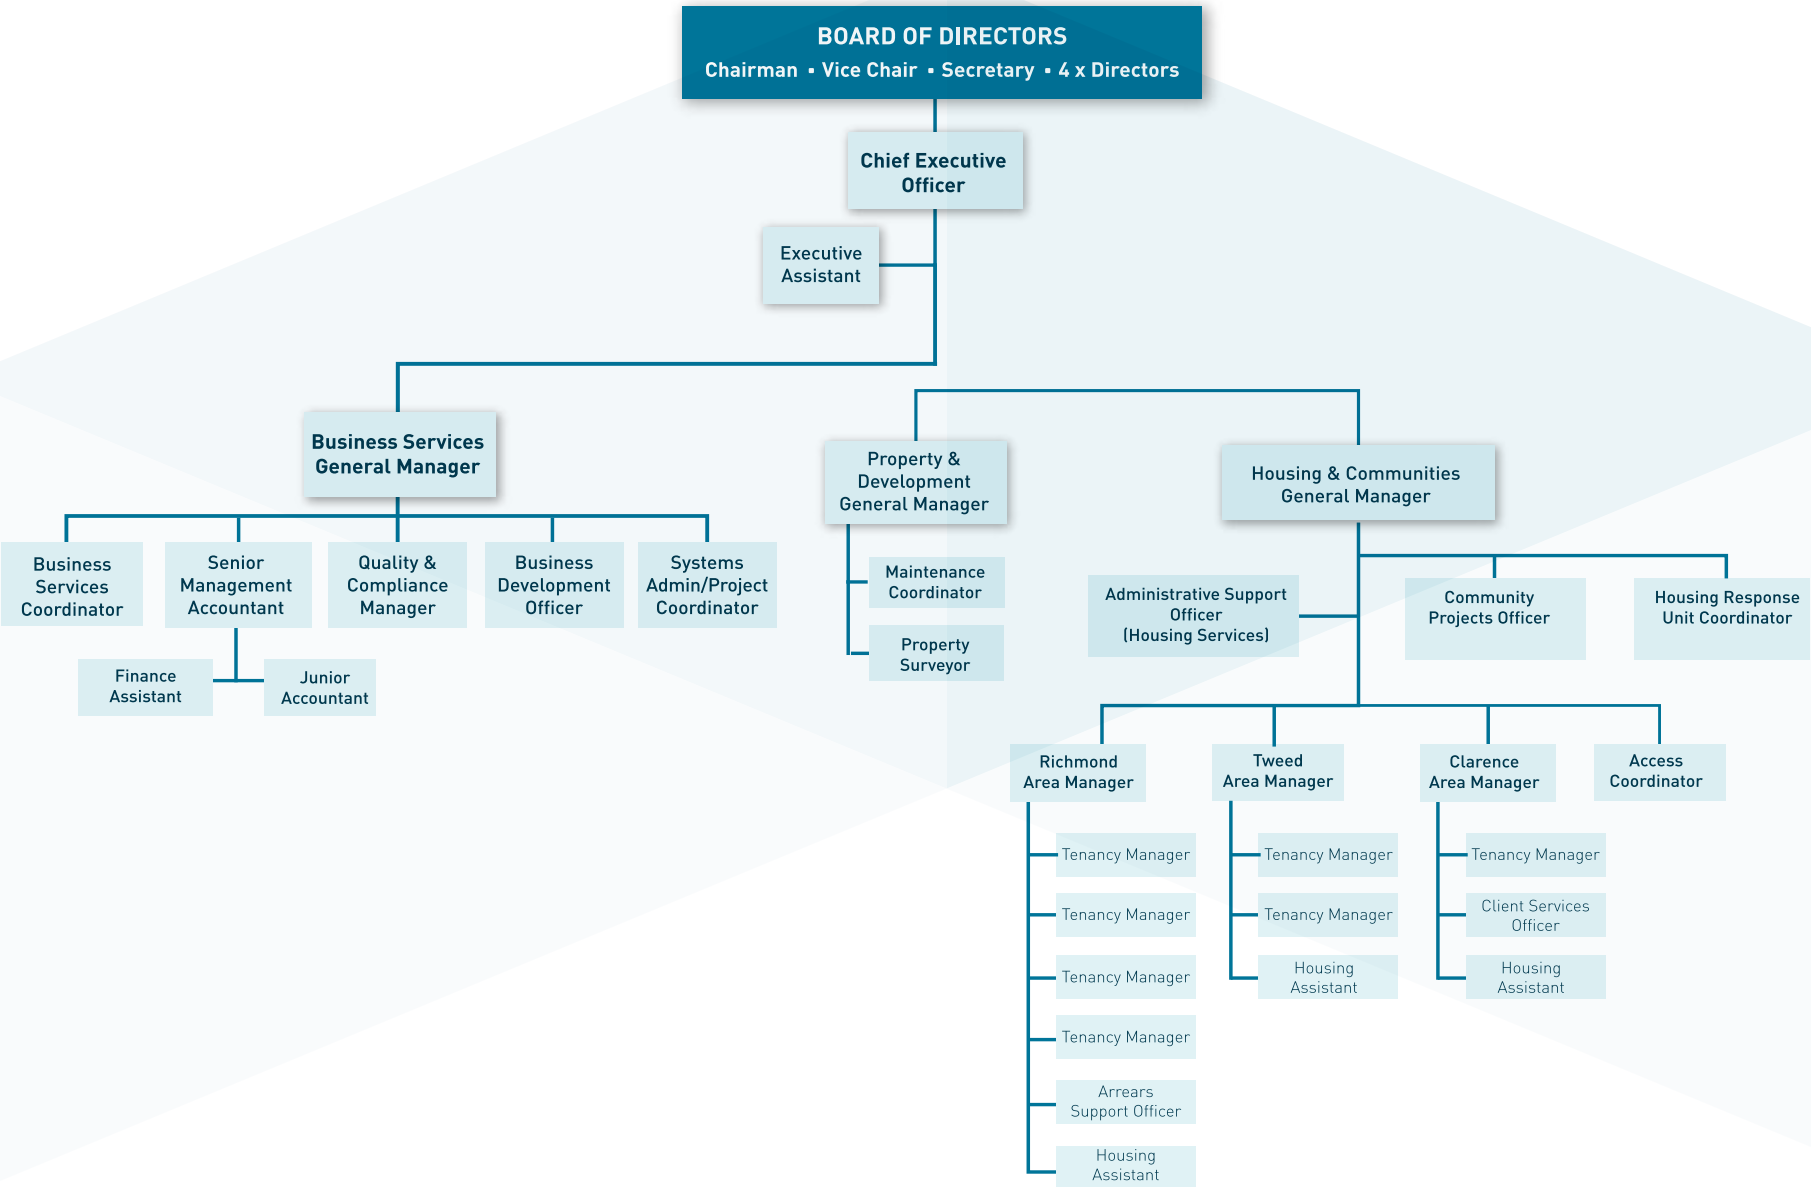 BOARD OF DIRECTORS
Chairman ▪ Vice Chair ▪ Secretary ▪ 4 x Directors
Chief Executive
Officer
Executive
Assistant
Business Services
General Manager
Property &
Development
General Manager
Housing & Communities
General Manager
Business
Services
Coordinator
Senior
Management
Accountant
Quality &
Compliance
Manager
Business
Development
Officer
Systems
Admin/Project
Coordinator
Finance
Assistant
Junior
Accountant
Maintenance
Coordinator
Property
Surveyor
Administrative Support
Officer
(Housing Services)
Community
Projects Officer
Housing Response
Unit Coordinator
Richmond
Area Manager
Tweed
Area Manager
Clarence
Area Manager
Access
Coordinator
Tenancy Manager
Tenancy Manager
Tenancy Manager
Tenancy Manager
Arrears
Support Officer
Housing
Assistant
Tenancy Manager
Tenancy Manager
Housing
Assistant
Tenancy Manager
Client Services
Officer
Housing
Assistant